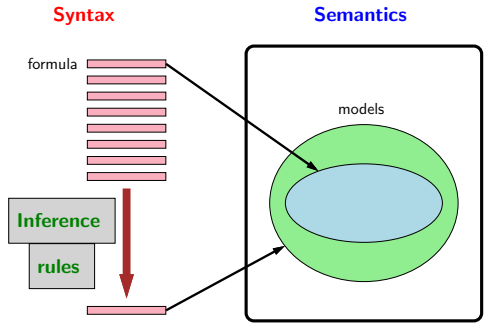 Syntax
Semantics
formula
models
Inference
rules